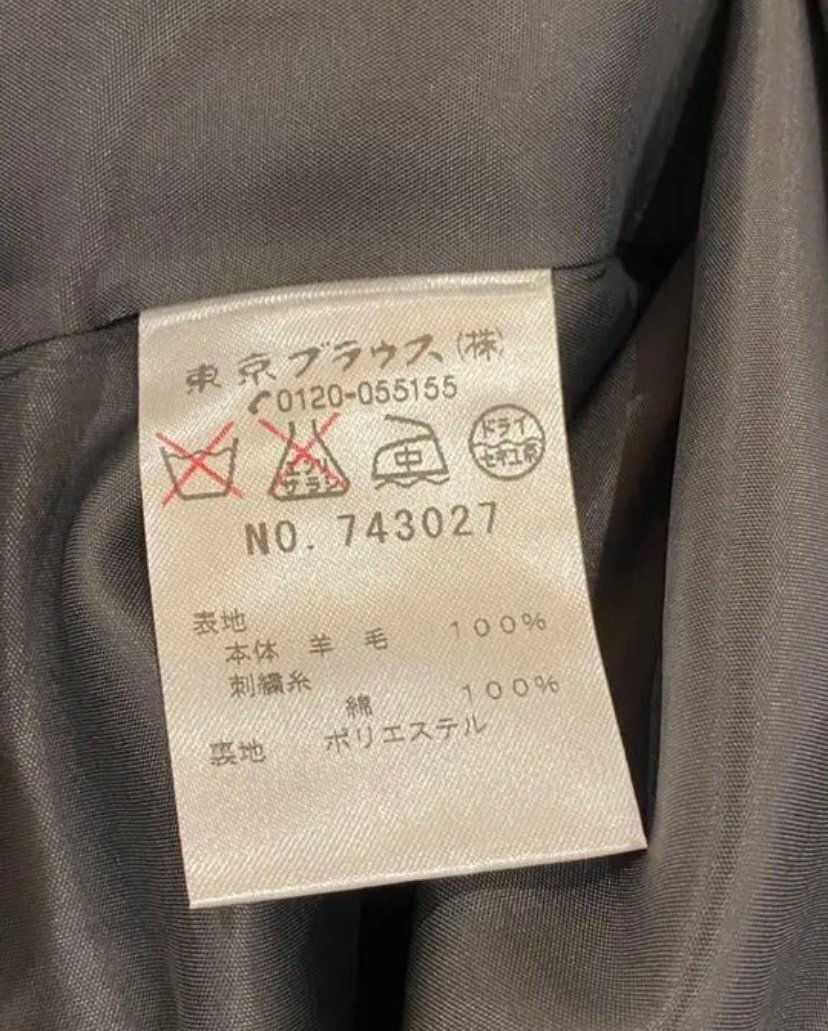 東京ブラウス(株)
0120-055155
エンソ
サラシ
中
ドライ
セキユ系
NO. 743027
表地
本体 羊 毛 100%
刺繍糸
綿 100%
裏地 ポリエステル